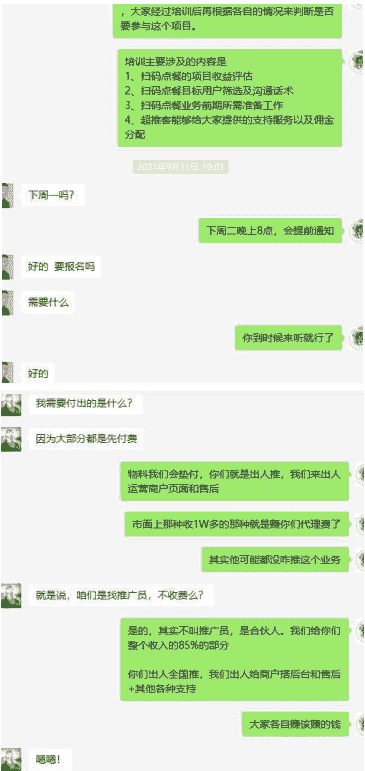 ，大家经过培训后再根据各自的情况来判断是否
要参与这个项目。
培训主要涉及的内容是
1、扫码点餐的项目收益评估
2、扫码点餐目标用户筛选及沟通话术
3、扫码点餐业务前期所需准备工作
4、超推客能够给大家提供的支持服务以及佣金
分配
2021年9月11日 19:01
下周一吗？
下周二晚上8点，会提前通知
好的 要报名吗
需要什么
你到时候来听就行了
好的
我需要付出的是什么？
因为大部分都是先付费
物料我们会垫付，你们就是出人推，我们来出人
运营商户页面和售后
市面上那种收1W多的那种就是赚你们代理费了
其实他可能都没咋推这个业务
就是说，咱们是找推广员，不收费么？
是的，其实不叫推广员，是合伙人。我们给你们
整个收入的85%的部分
你们出人全国推，我们出人给商户搭后台和售后
+其他各种支持
大家各自赚该赚的钱
嗯嗯！